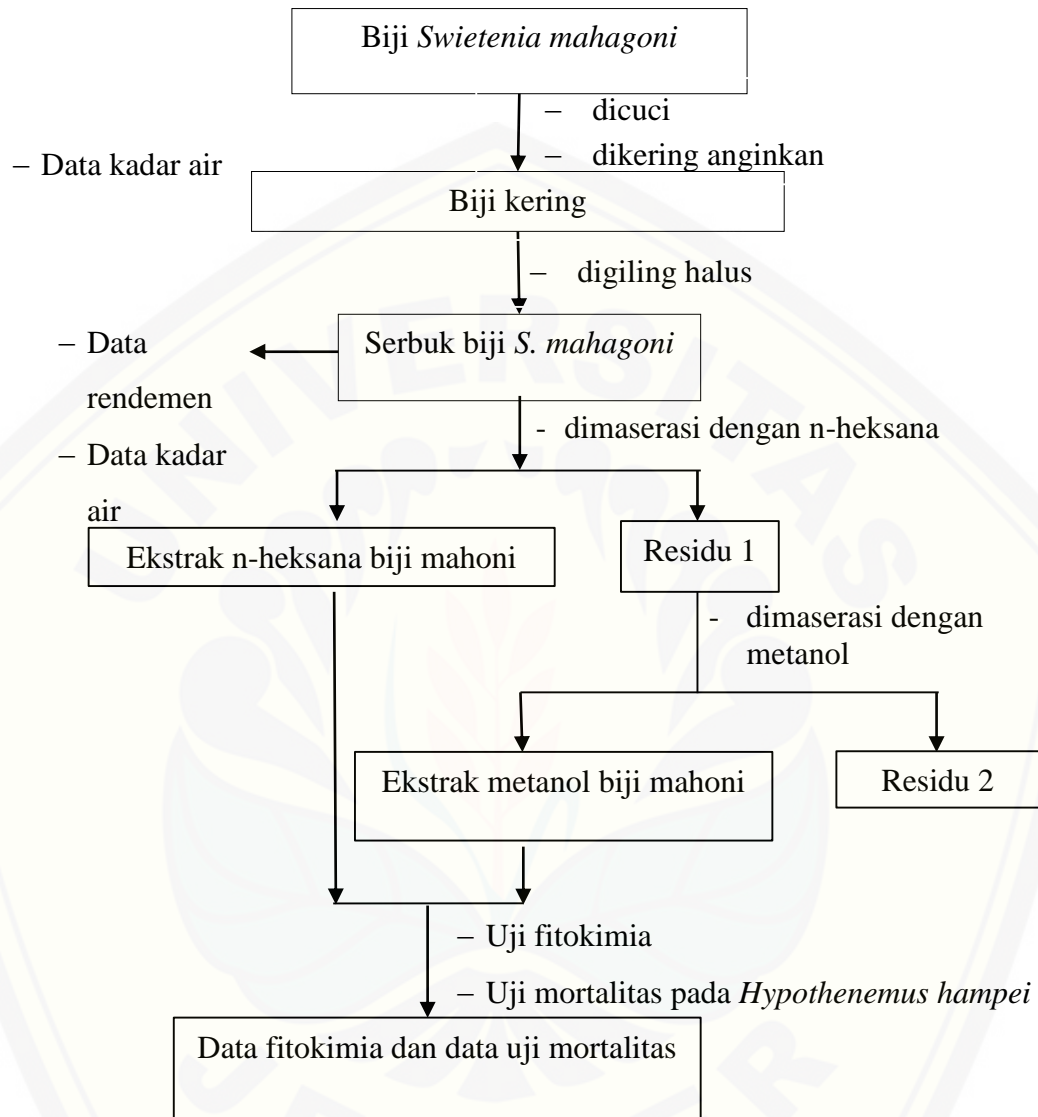 Biji Swietenia mahagoni
– dicuci
– dikering anginkan
– Data kadar air
Biji kering
– digiling halus
Serbuk biji S. mahagoni
– Data
rendemen
– Data kadar
air
- dimaserasi dengan n-heksana
Ekstrak n-heksana biji mahoni
Residu 1
- dimaserasi dengan
metanol
Ekstrak metanol biji mahoni
Residu 2
– Uji fitokimia
– Uji mortalitas pada Hypothenemus hampei
Data fitokimia dan data uji mortalitas
UNIVERSITAS